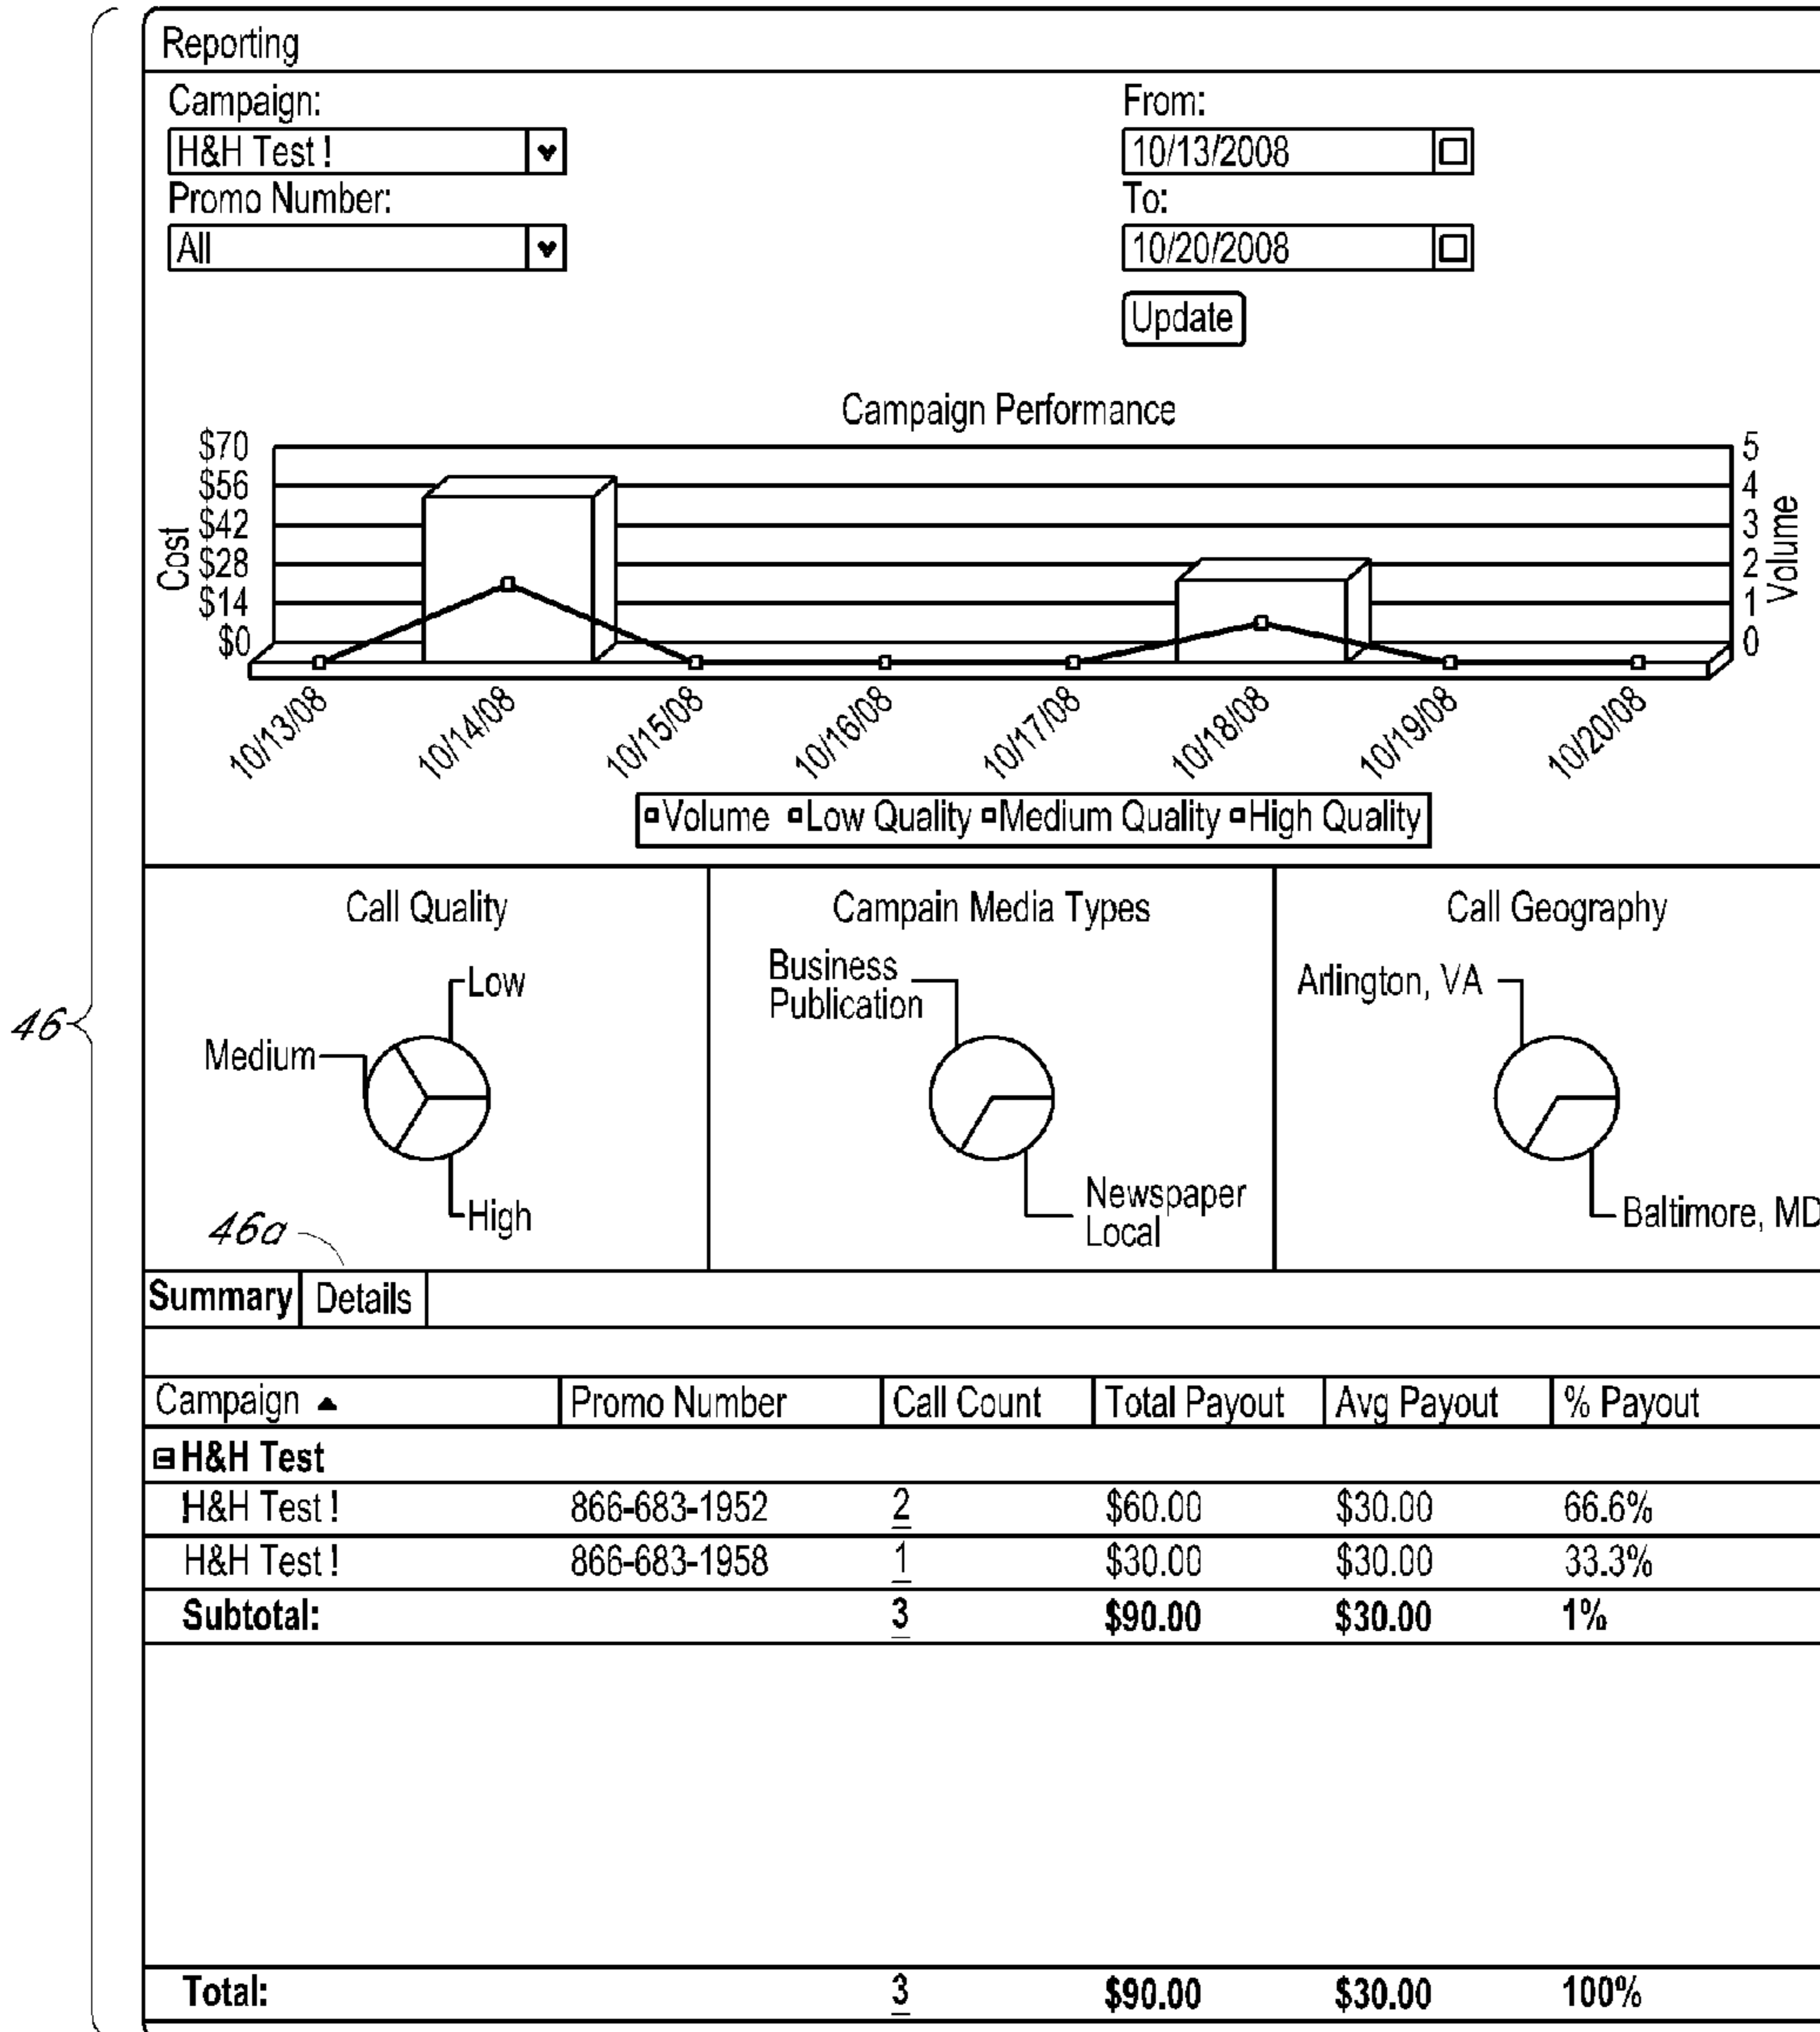 Reporting
Campaign:
H&H Test !
Promo Number:
All
From:
10/13/2008
To:
10/20/2008
Update
Campaign Performance
Cost
$70
$56
$42
$28
$14
$0
5
4
3
2
1
0
Volume
10/13/08
10/14/08
10/15/08
10/16/08
10/17/08
10/18/08
10/19/08
10/20/08
Volume Low Quality Medium Quality High Quality
Call Quality
Low
Medium
High
Campain Media Types
Business
Publication
Newspaper
Local
Call Geography
Arlington, VA
Baltimore, MD
46
46a
Summary Details
Campaign ▲ Promo Number Call Count Total Payout Avg Payout % Payout
H&H Test
H&H Test ! 866-683-1952 2 $60.00 $30.00 66.6%
H&H Test ! 866-683-1958 1 $30.00 $30.00 33.3%
Subtotal: 3 $90.00 $30.00 1%
Total: 3 $90.00 $30.00 100%